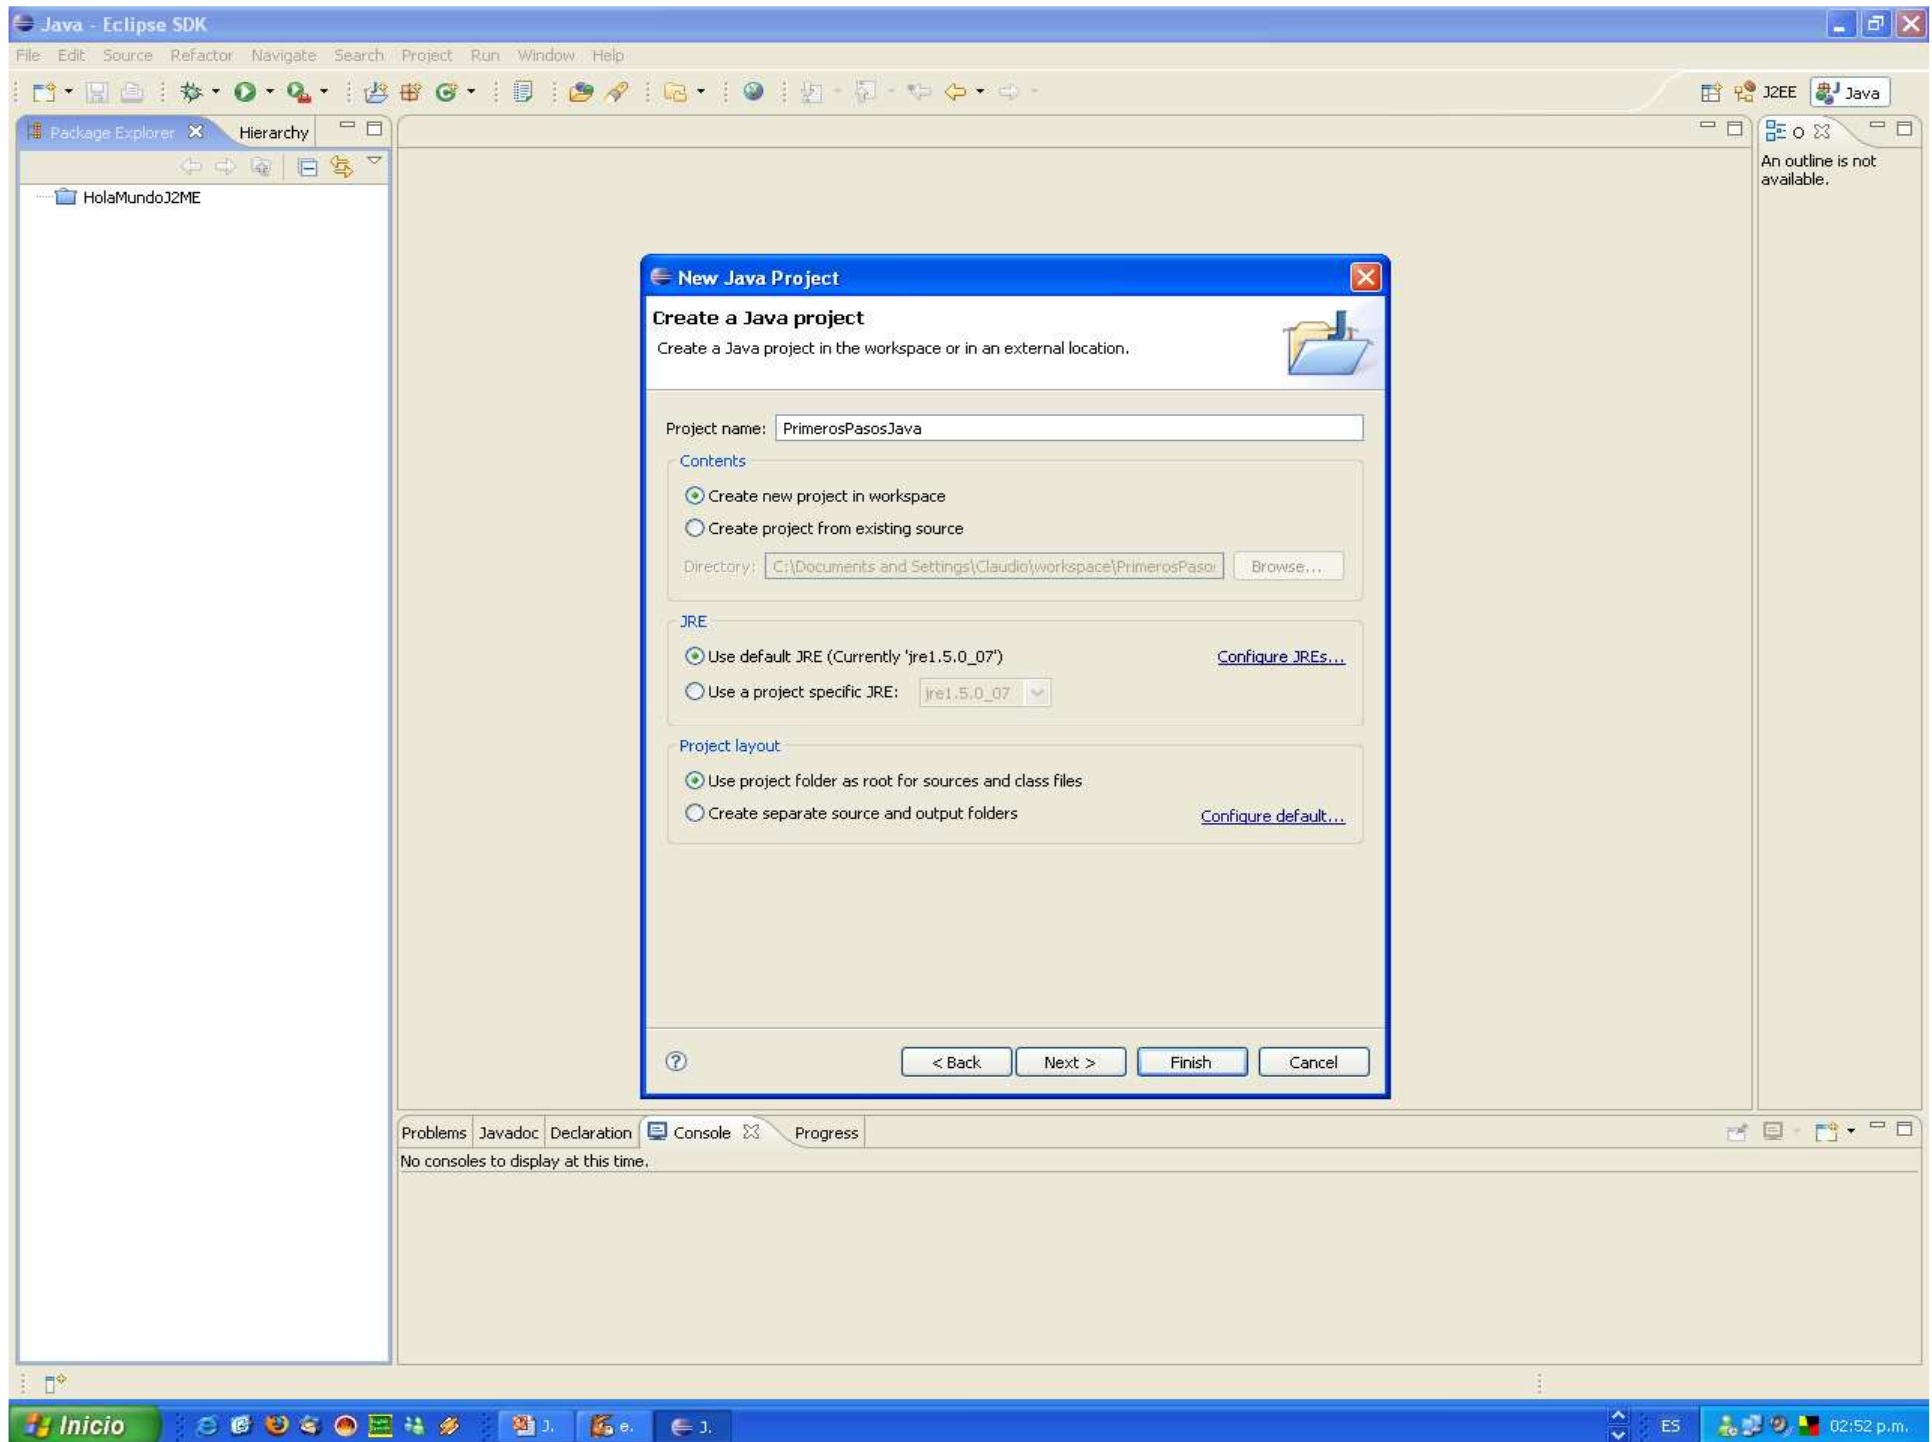 Java - Eclipse SDK
File Edit Source Refactor Navigate Search Project Run Window Help
J2EE Java
Package Explorer Hierarchy
O
An outline is not
available.
HolaMundoJ2ME
New Java Project
Create a Java project
Create a Java project in the workspace or in an external location.
Project name: PrimerosPasosJava
Contents
Create new project in workspace
Create project from existing source
Directory: C:\Documents and Settings\Claudio\workspace\PrimerosPaso Browse...
JRE
Use default JRE (Currently 'jre1.5.0_07') Configure JREs...
Use a project specific JRE: jre1.5.0_07
Project layout
Use project folder as root for sources and class files
Create separate source and output folders Configure default...
< Back Next > Finish Cancel
Problems Javadoc Declaration Console Progress
No consoles to display at this time.
Inicio J. e. J. ES 02:52 p.m.